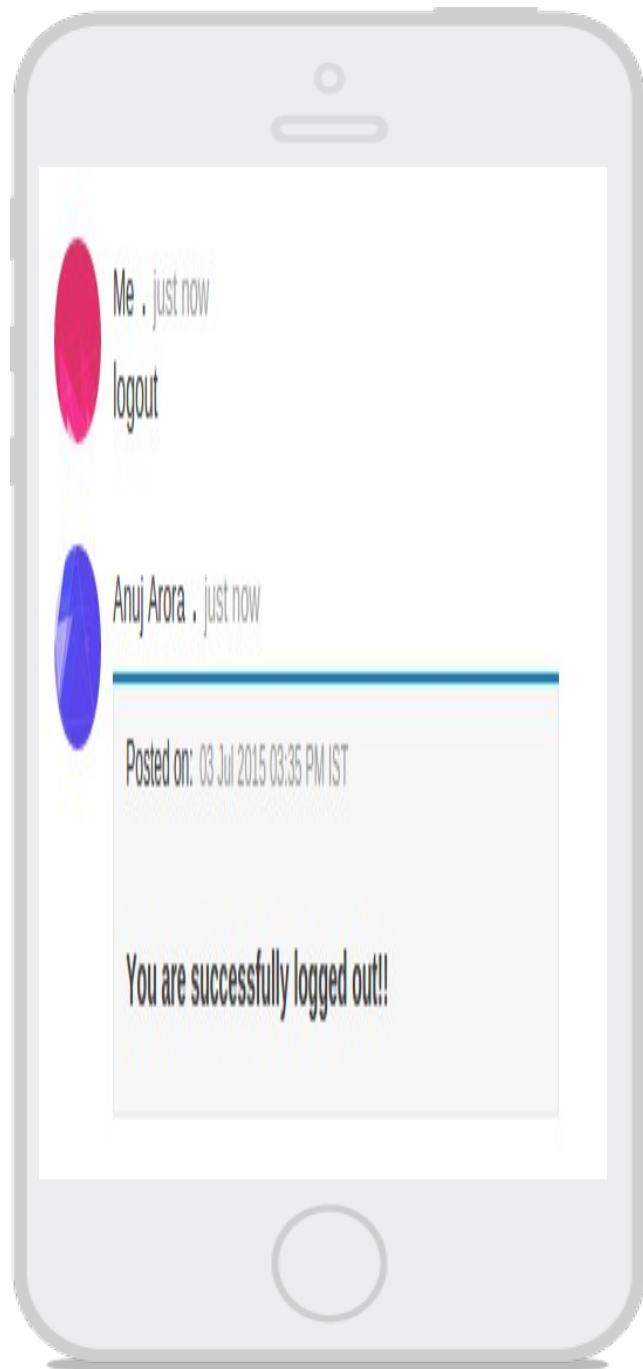 Me . just now
logout
Anuj Arora . just now
Posted on: 03 Jul 2015 03:35 PM IST
You are successfully logged out!!